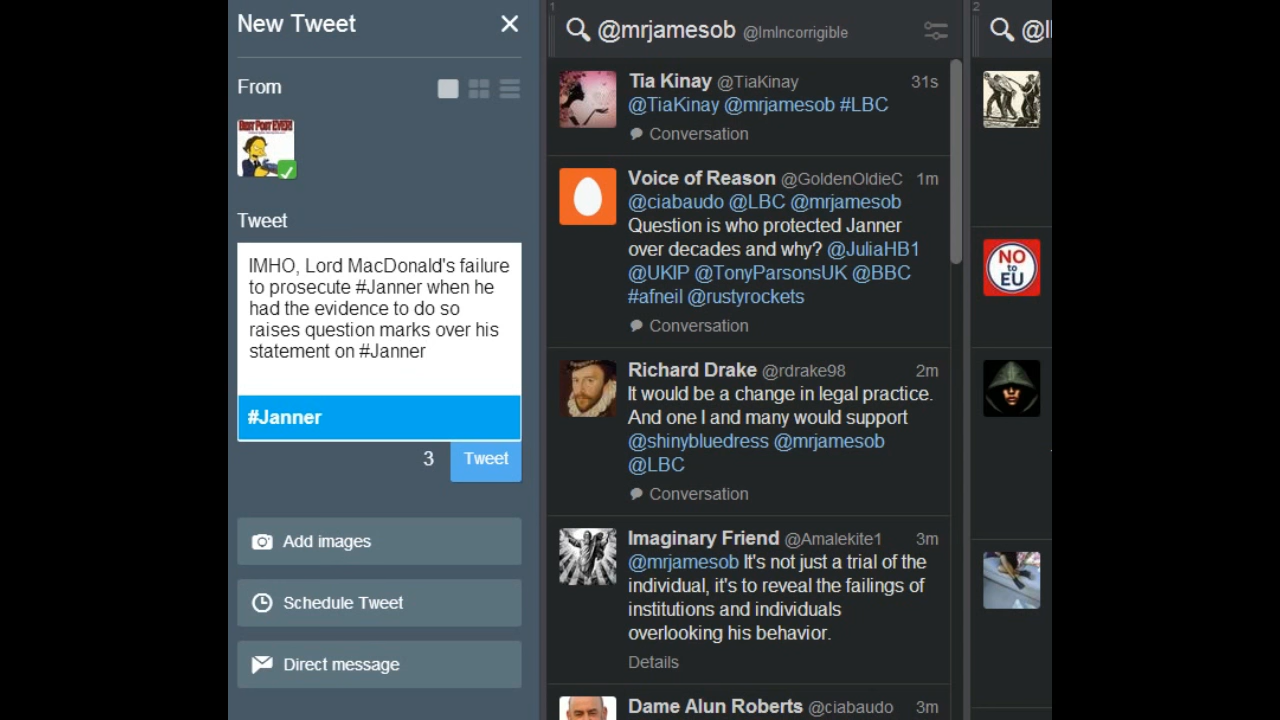 New Tweet
From
BEST POST EVER!
Tweet
IMHO, Lord MacDonald's failure
to prosecute #Janner when he
had the evidence to do so
raises question marks over his
statement on #Janner
#Janner
3 Tweet
Add images
Schedule Tweet
Direct message
1
@mrjamesob @ImIncorrigible
Tia Kinay @TiaKinay 31s
@TiaKinay @mrjamesob #LBC
Conversation
Voice of Reason @GoldenOldieC 1m
@ciabaudo @LBC @mrjamesob
Question is who protected Janner
over decades and why? @JuliaHB1
@UKIP @TonyParsonsUK @BBC
#afneil @rustyrockets
Conversation
Richard Drake @rdrake98 2m
It would be a change in legal practice.
And one I and many would support
@shinybluedress @mrjamesob
@LBC
Conversation
Imaginary Friend @Amalekite1 3m
@mrjamesob It's not just a trial of the
individual, it's to reveal the failings of
institutions and individuals
overlooking his behavior.
Details
Dame Alun Roberts @ciabaudo 3m
2
NO
to
EU